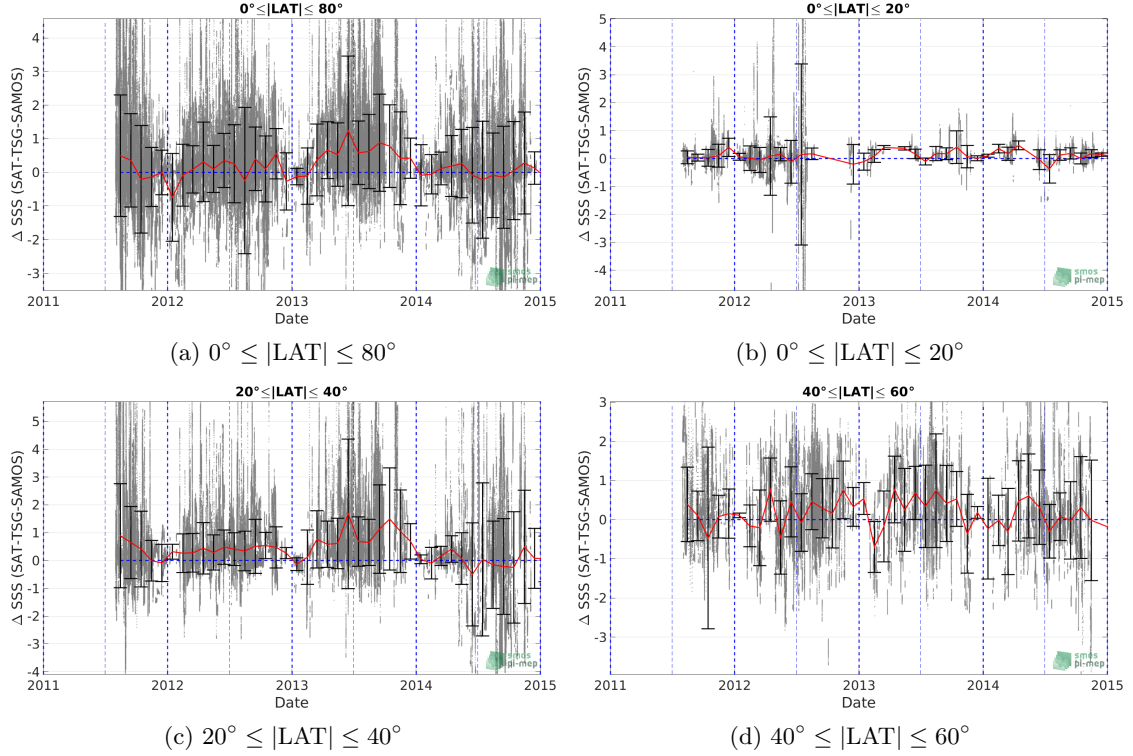 0°≤|LAT|≤ 80°
Δ SSS (SAT-TSG-SAMOS)
4
3
2
1
0
-1
-2
-3
2011 2012 2013 2014 2015
Date
smos
pi-mep
(a) 0° ≤ |LAT| ≤ 80°
0°≤|LAT|≤ 20°
Δ SSS (SAT-TSG-SAMOS)
5
4
3
2
1
0
-1
-2
-3
-4
2011 2012 2013 2014 2015
Date
smos
pi-mep
(b) 0° ≤ |LAT| ≤ 20°
20°≤|LAT|≤ 40°
Δ SSS (SAT-TSG-SAMOS)
5
4
3
2
1
0
-1
-2
-3
-4
2011 2012 2013 2014 2015
Date
smos
pi-mep
(c) 20° ≤ |LAT| ≤ 40°
40°≤|LAT|≤ 60°
Δ SSS (SAT-TSG-SAMOS)
3
2
1
0
-1
-2
-3
2011 2012 2013 2014 2015
Date
smos
pi-mep
(d) 40° ≤ |LAT| ≤ 60°